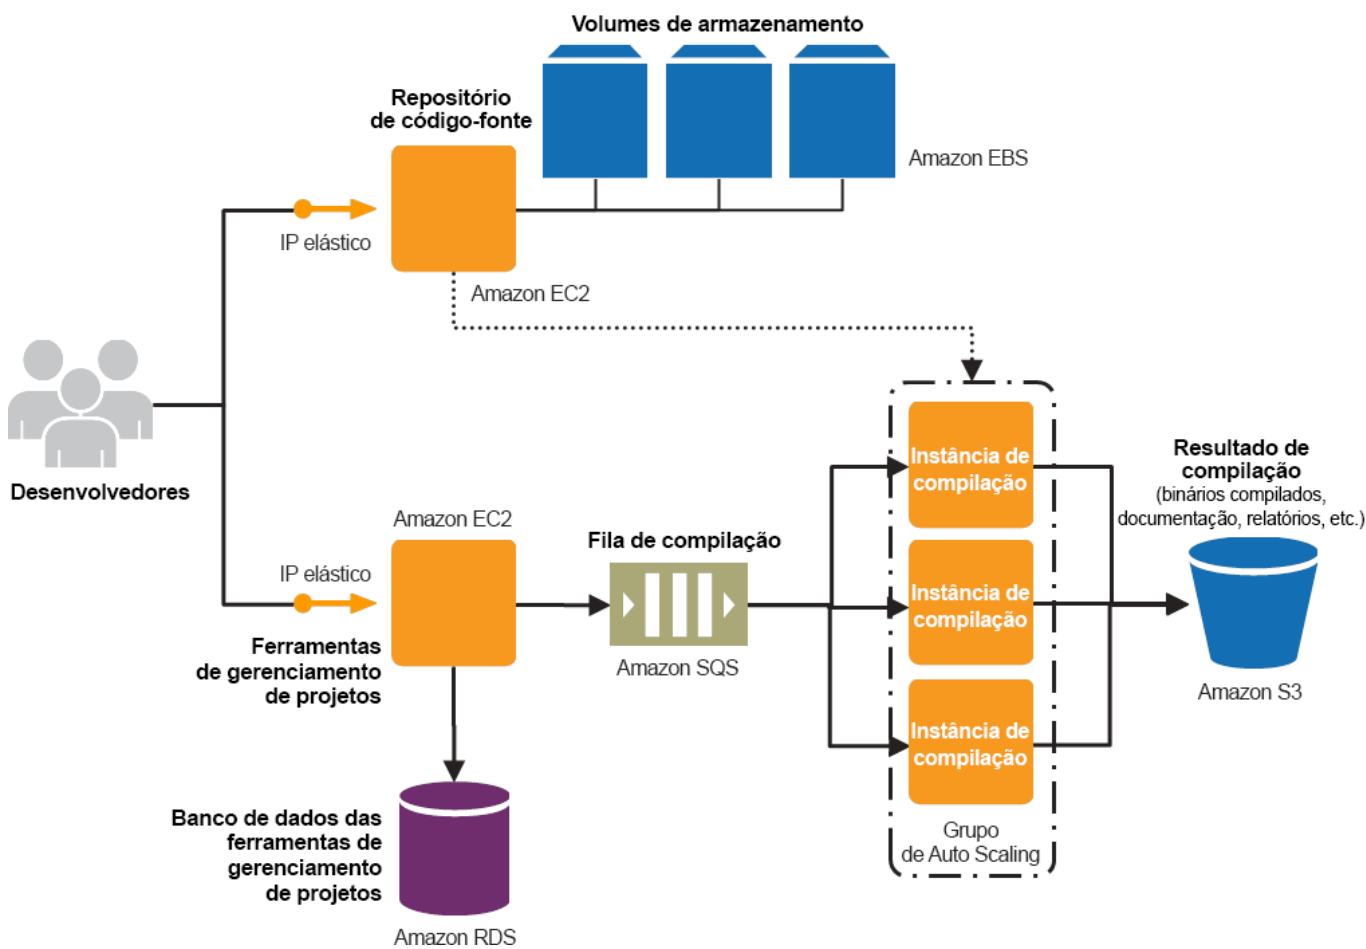 Volumes de armazenamento
Repositório
de código-fonte
Amazon EBS
IP elástico
Amazon EC2
Desenvolvedores
Amazon EC2
IP elástico
Ferramentas
de gerenciamento
de projetos
Fila de compilação
Amazon SQS
Instância de
compilação
Instância de
compilação
Instância de
compilação
Grupo
de Auto Scaling
Resultado de
compilação
(binários compilados,
documentação, relatórios, etc.)
Amazon S3
Banco de dados das
ferramentas de
gerenciamento
de projetos
Amazon RDS